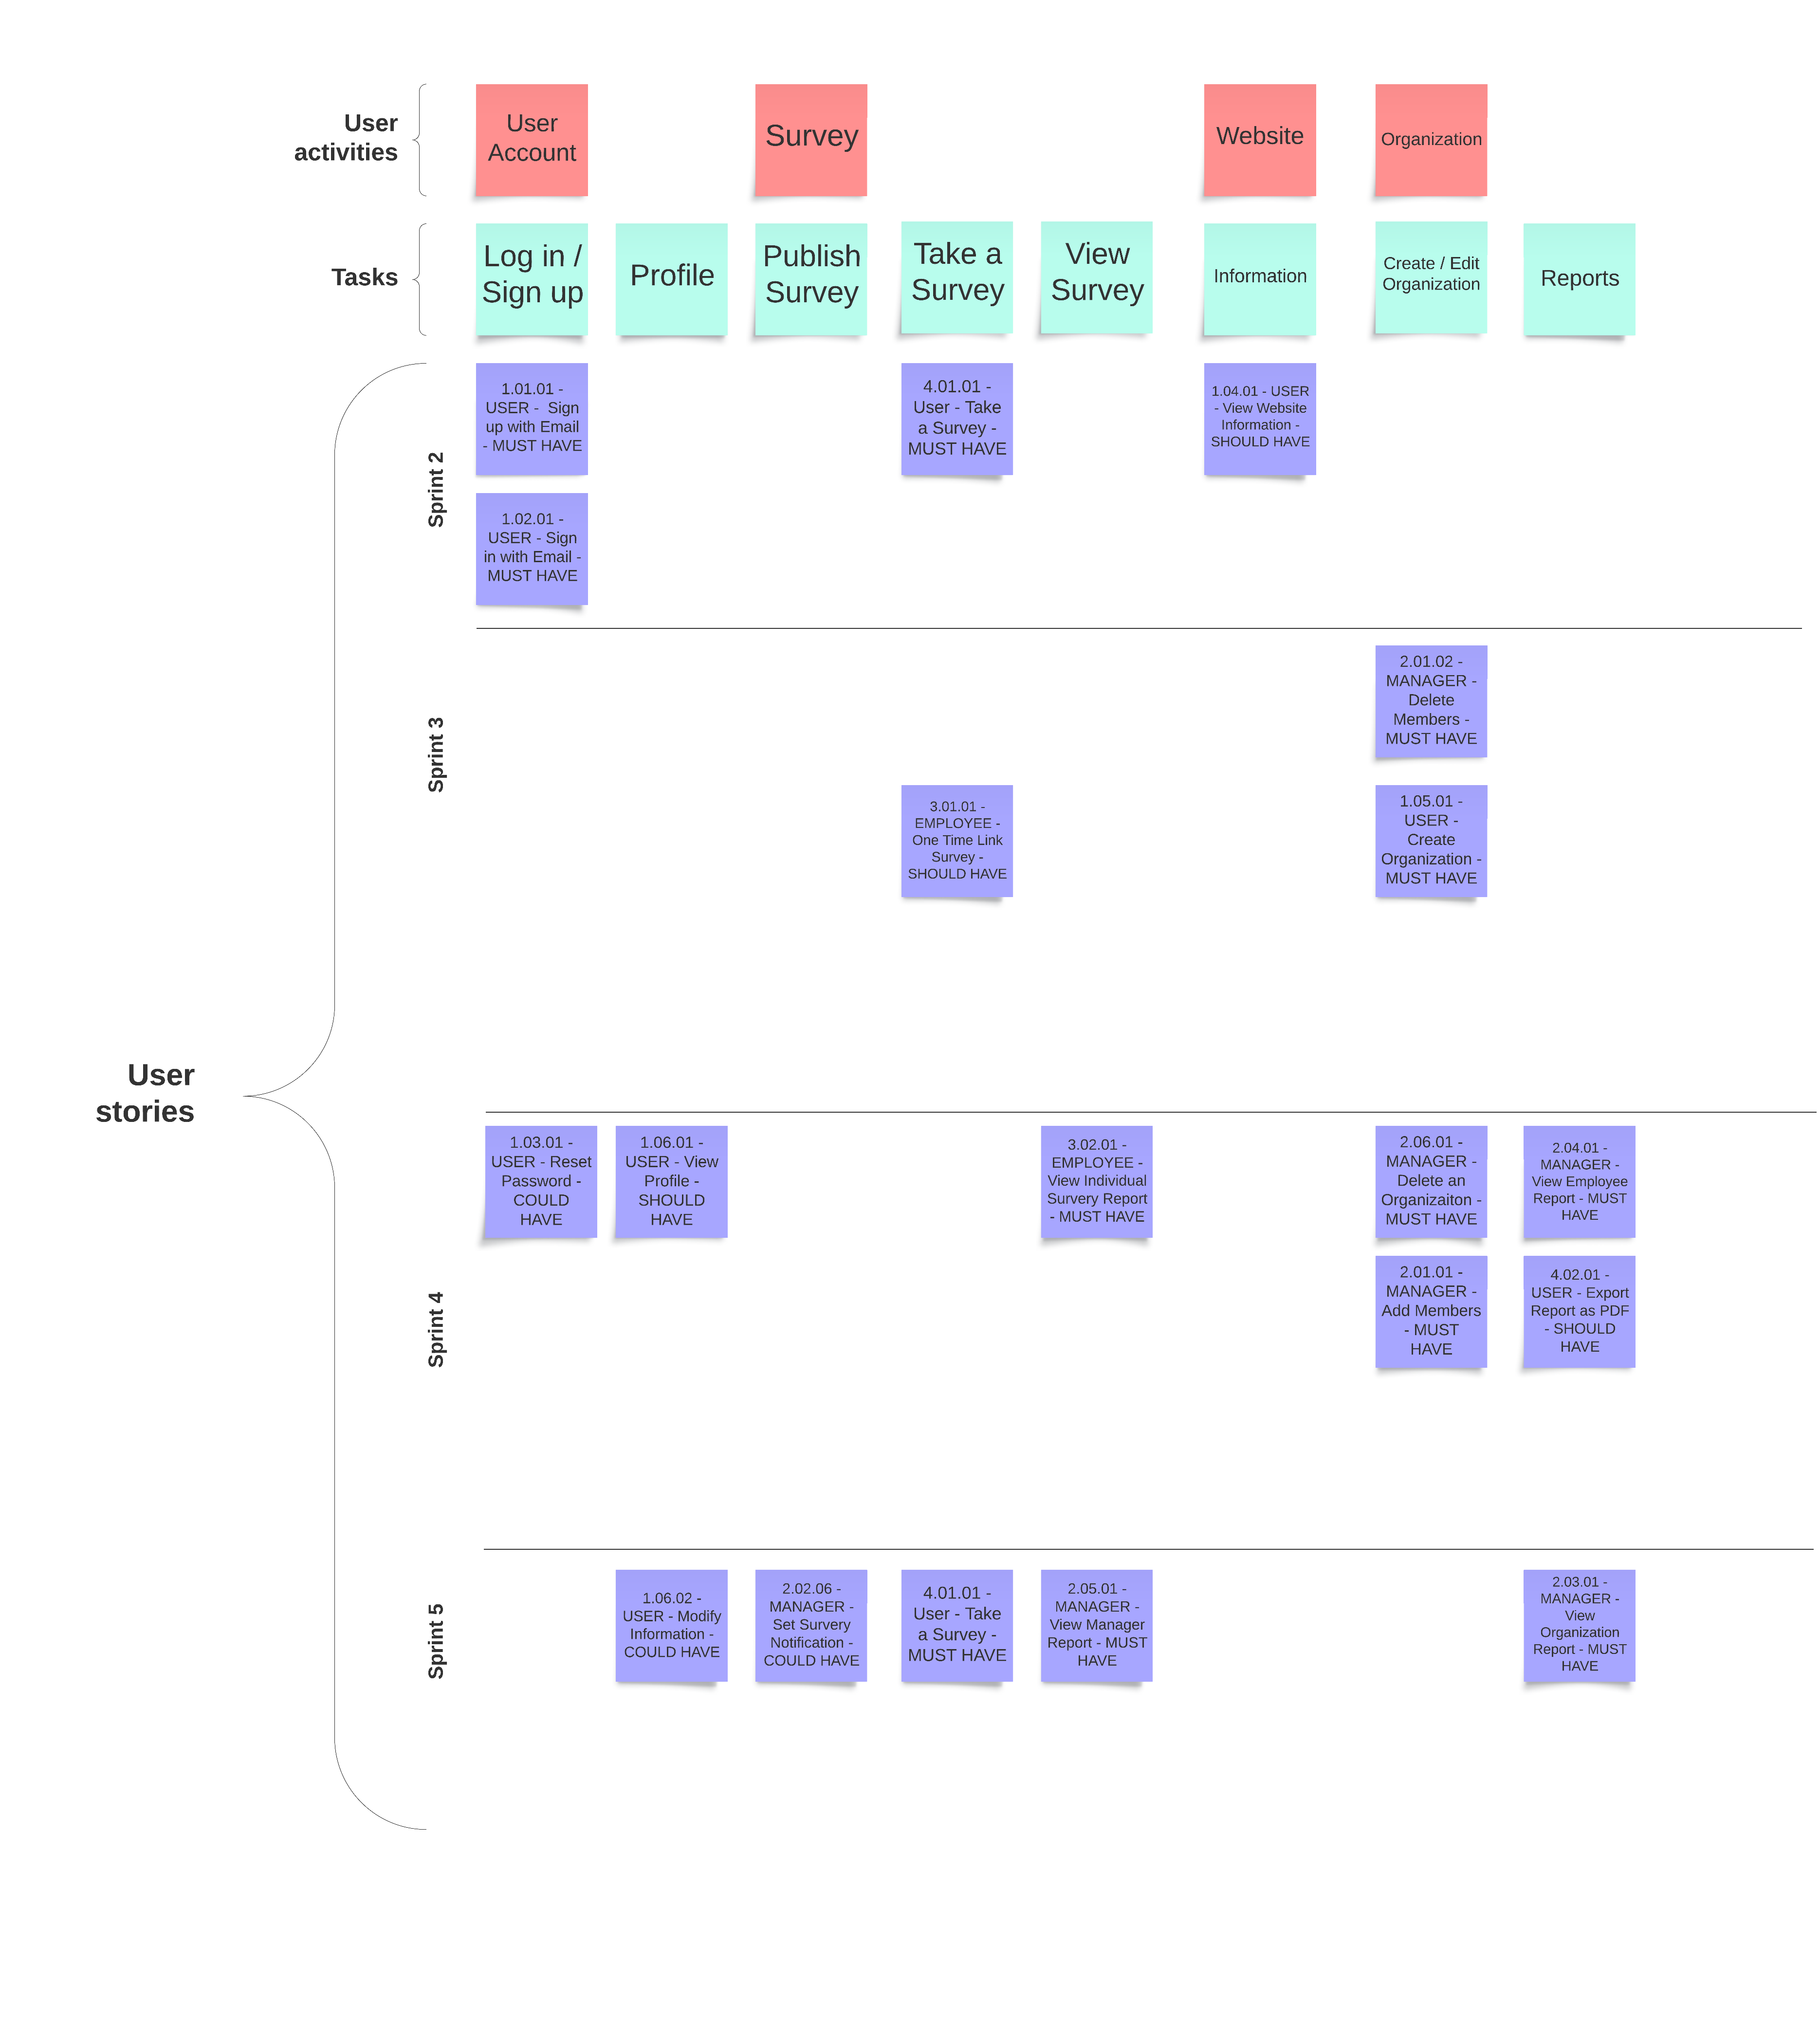 User
activities
User
Account
Survey
Website
Organization
Tasks
Log in /
Sign up
Profile
Publish
Survey
Take a
Survey
View
Survey
Information
Create / Edit
Organization
Reports
User
stories
Sprint 2
1.01.01 -
USER -  Sign
up with Email
- MUST HAVE
4.01.01 -
User - Take
a Survey -
MUST HAVE
1.04.01 - USER
- View Website
Information -
SHOULD HAVE
1.02.01 -
USER - Sign
in with Email -
MUST HAVE
Sprint 3
2.01.02 -
MANAGER -
Delete
Members -
MUST HAVE
3.01.01 -
EMPLOYEE -
One Time Link
Survey -
SHOULD HAVE
1.05.01 -
USER -
Create
Organization -
MUST HAVE
Sprint 4
1.03.01 -
USER - Reset
Password -
COULD
HAVE
1.06.01 -
USER - View
Profile -
SHOULD
HAVE
3.02.01 -
EMPLOYEE -
View Individual
Survery Report
- MUST HAVE
2.06.01 -
MANAGER -
Delete an
Organizaiton -
MUST HAVE
2.04.01 -
MANAGER -
View Employee
Report - MUST
HAVE
2.01.01 -
MANAGER -
Add Members
- MUST
HAVE
4.02.01 -
USER - Export
Report as PDF
- SHOULD
HAVE
Sprint 5
1.06.02 -
USER - Modify
Information -
COULD HAVE
2.02.06 -
MANAGER -
Set Survery
Notification -
COULD HAVE
4.01.01 -
User - Take
a Survey -
MUST HAVE
2.05.01 -
MANAGER -
View Manager
Report - MUST
HAVE
2.03.01 -
MANAGER -
View
Organization
Report - MUST
HAVE